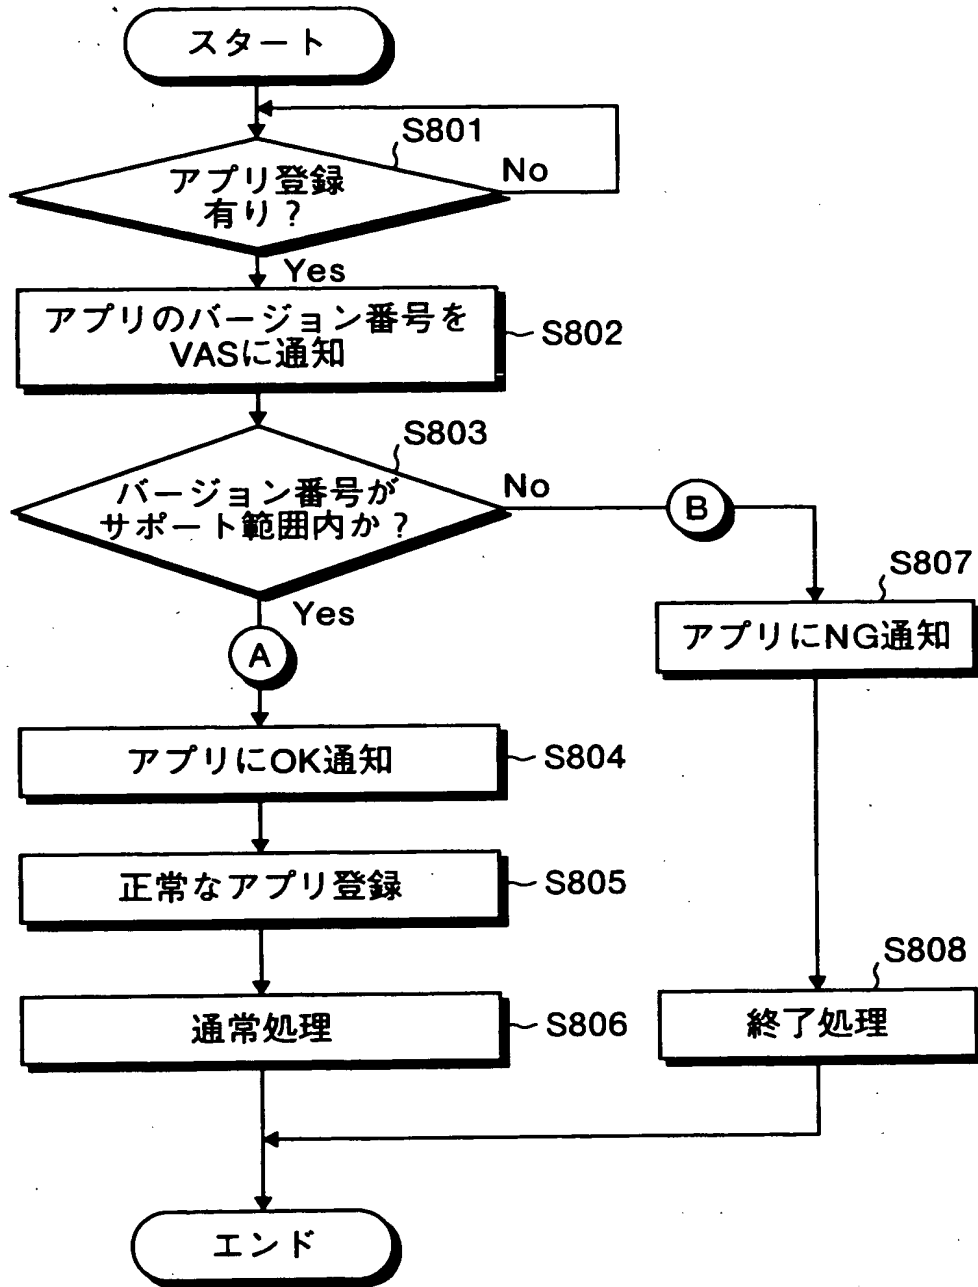 スタート
S801
アプリ登録
有り?
No
Yes
アプリのバージョン番号を
VASに通知
S802
S803
バージョン番号が
サポート範囲内か?
No
B
Yes
A
S807
アプリにNG通知
アプリにOK通知
S804
正常なアプリ登録
S805
S808
通常処理
S806
終了処理
エンド